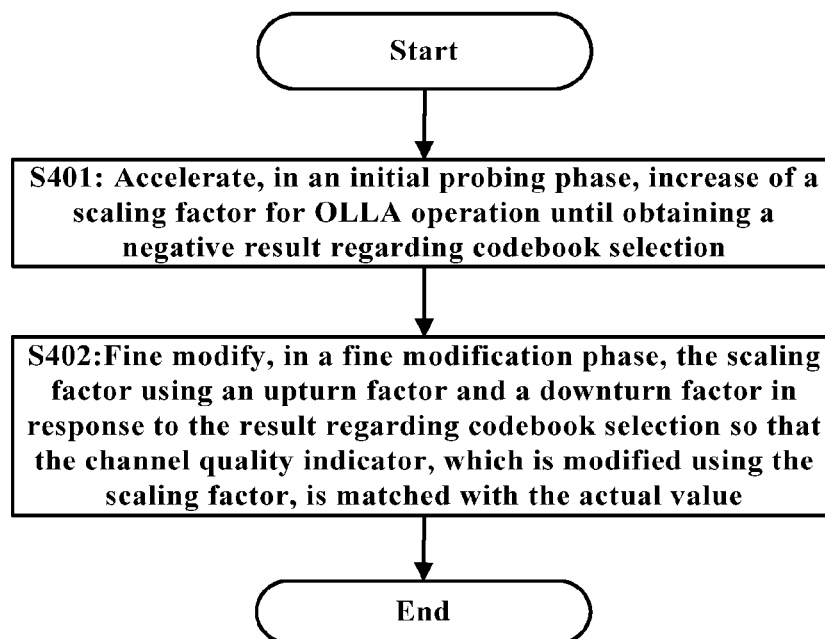 Start
S401: Accelerate, in an initial probing phase, increase of a
scaling factor for OLLA operation until obtaining a
negative result regarding codebook selection
S402:Fine modify, in a fine modification phase, the scaling
factor using an upturn factor and a downturn factor in
response to the result regarding codebook selection so that
the channel quality indicator, which is modified using the
scaling factor, is matched with the actual value
End